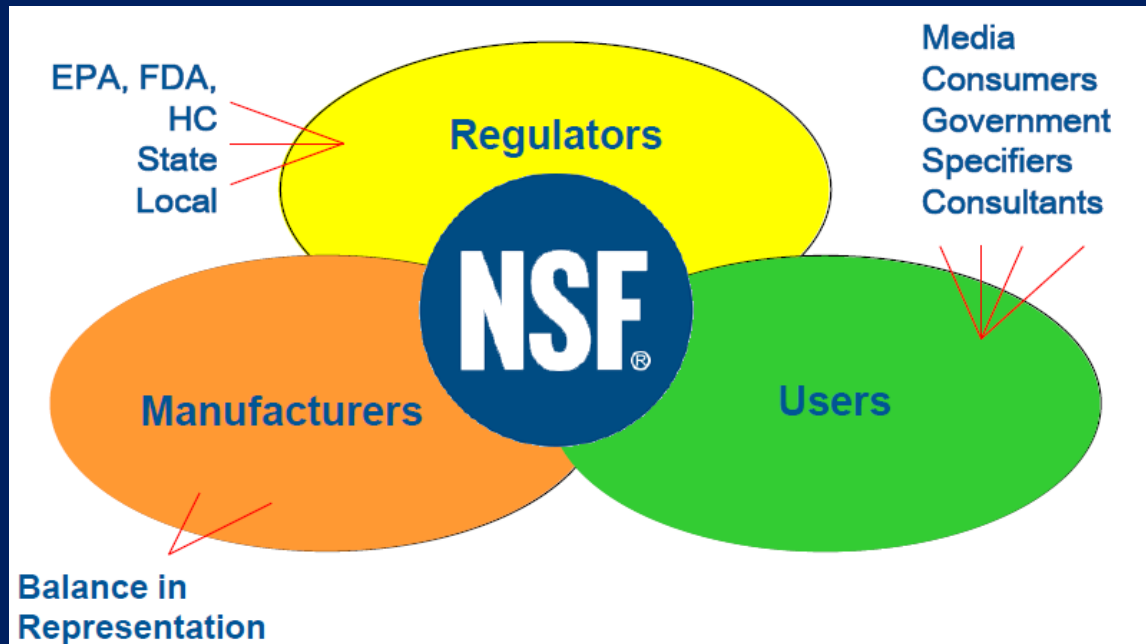 EPA, FDA,
HC
State
Local
Regulators
Media
Consumers
Government
Specifiers
Consultants
NSF®
Manufacturers
Users
Balance in
Representation